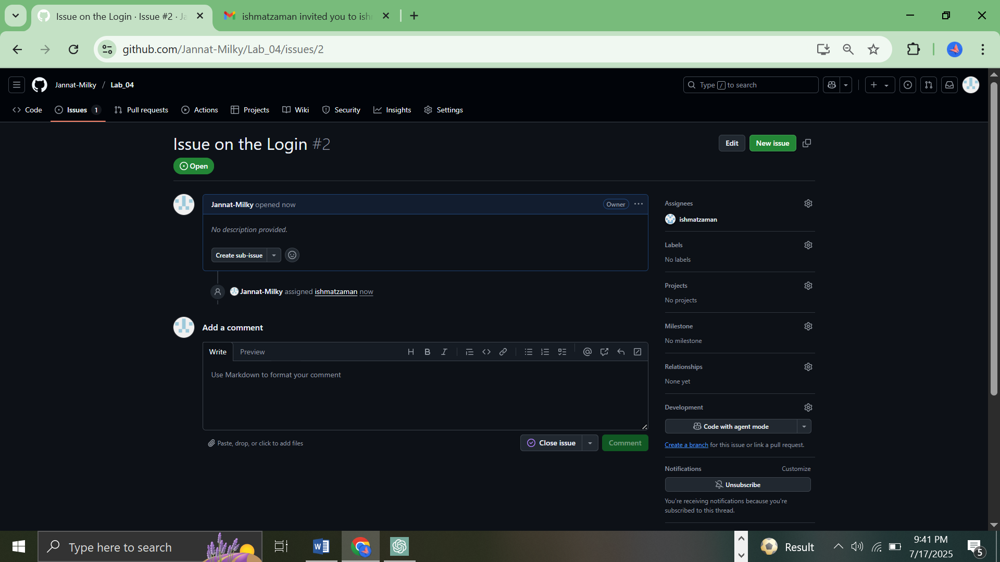 Issue on the Login · Issue #2 · Ja
ishmatzaman invited you to ish
github.com/Jannat-Milky/Lab_04/issues/2
Jannat-Milky / Lab_04
Type / to search
Code
Issues 1
Pull requests
Actions
Projects
Wiki
Security
Insights
Settings
Issue on the Login #2
Edit
New issue
Open
Jannat-Milky opened now
Owner
No description provided.
Create sub-issue
Jannat-Milky assigned ishmatzaman now
Add a comment
Write
Preview
Use Markdown to format your comment
Paste, drop, or click to add files
Close issue
Comment
Assignees
ishmatzaman
Labels
No labels
Projects
No projects
Milestone
No milestone
Relationships
None yet
Development
Code with agent mode
Create a branch for this issue or link a pull request.
Notifications
Customize
Unsubscribe
You're receiving notifications because you're
subscribed to this thread.
Type here to search
Result
9:41 PM
7/17/2025
5